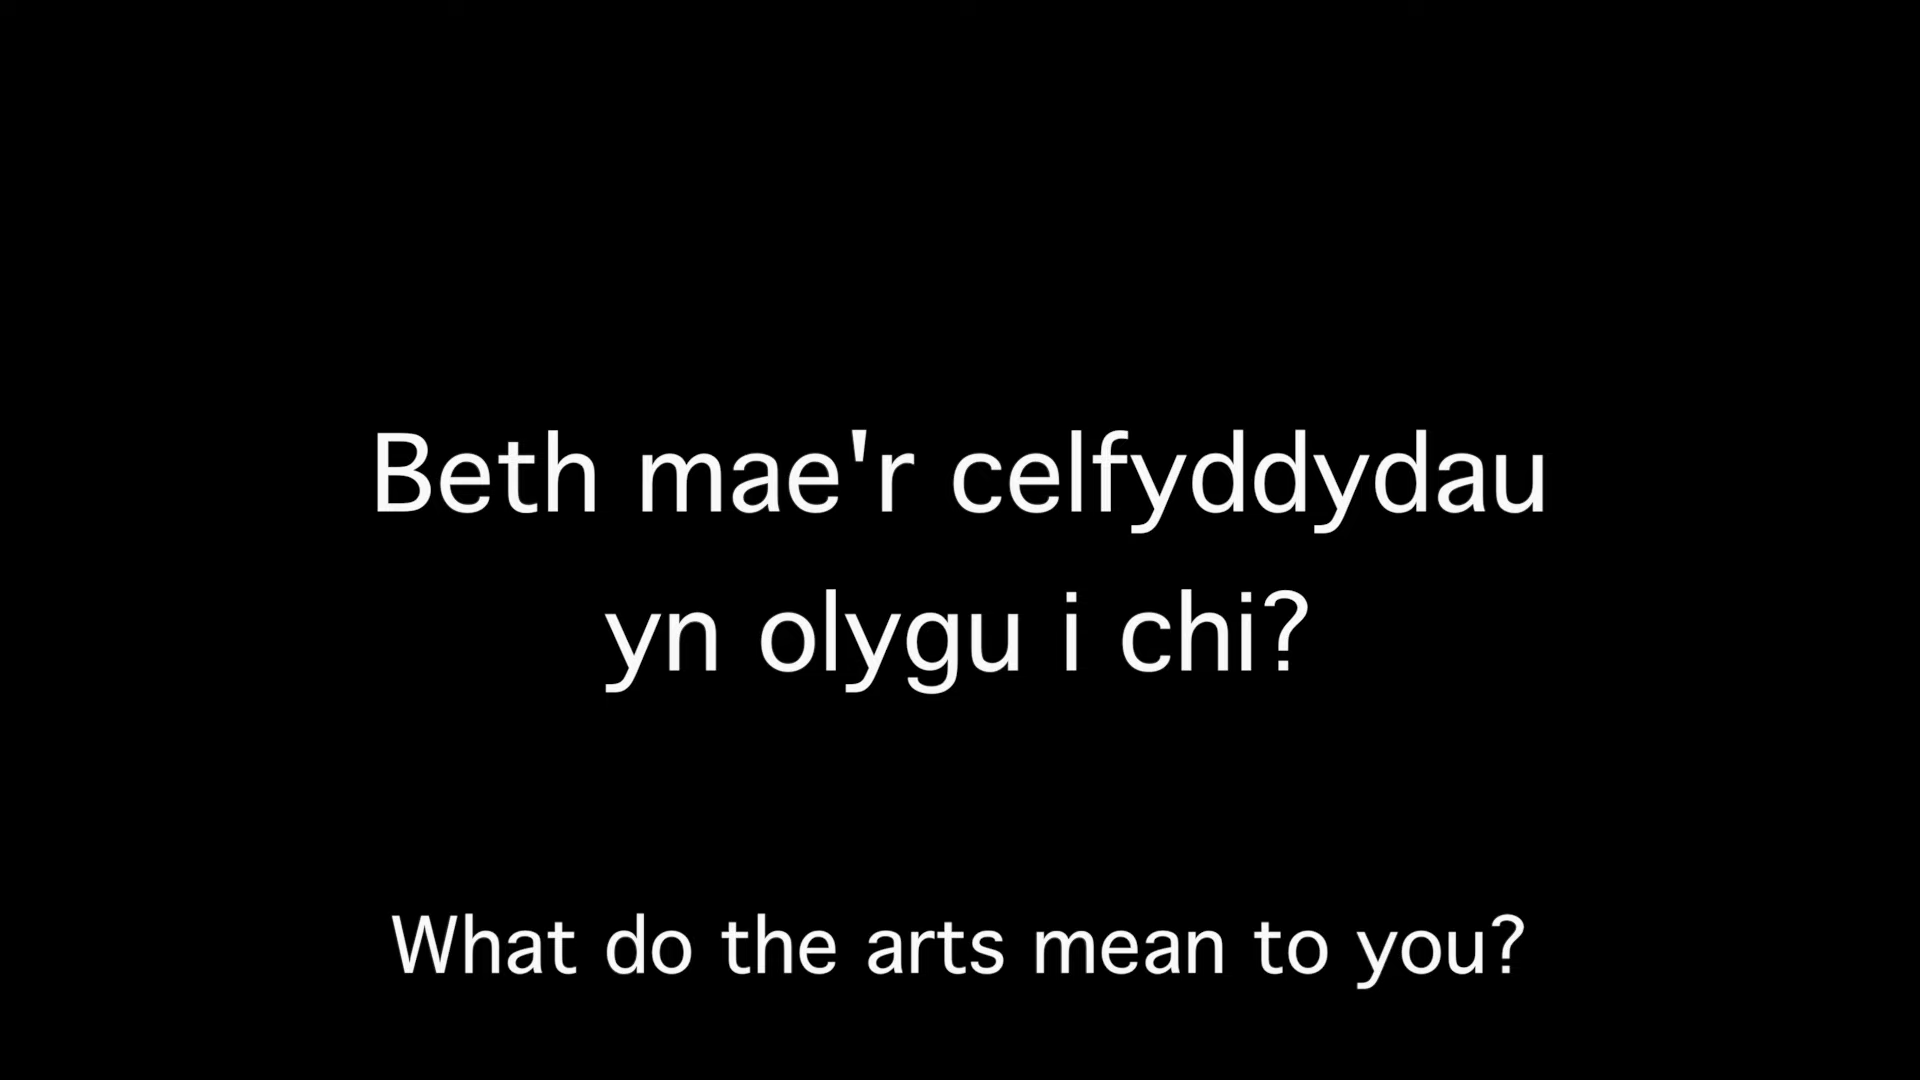 Beth mae'r celfyddydau
yn olygu i chi?
What do the arts mean to you?